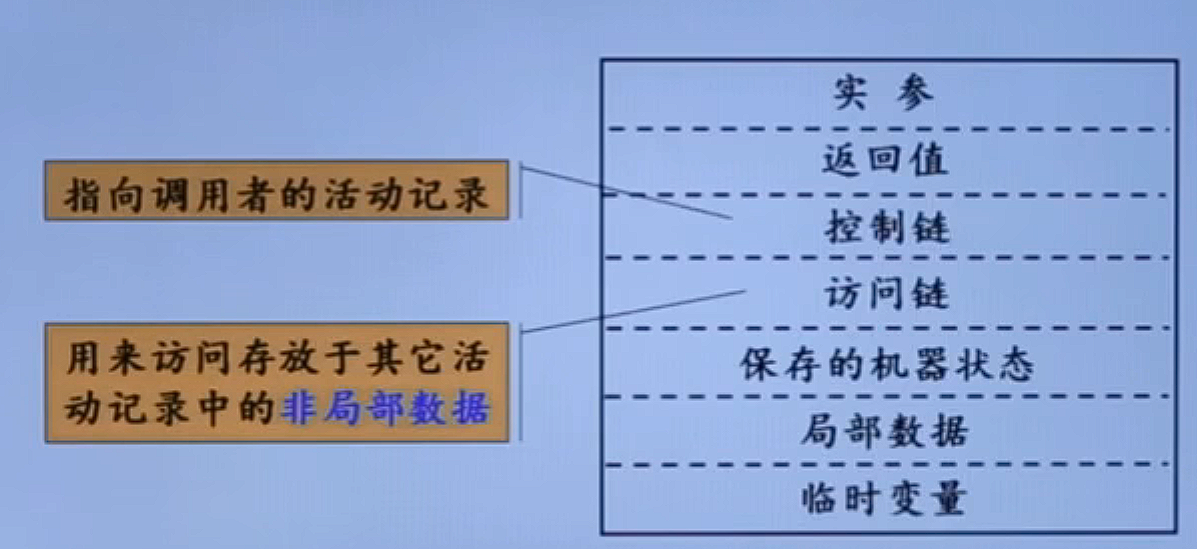 实 参
返回值
指向调用者的活动记录
控制链
访问链
用来访问存放于其它活
动记录中的非局部数据
保存的机器状态
局部数据
临时变量